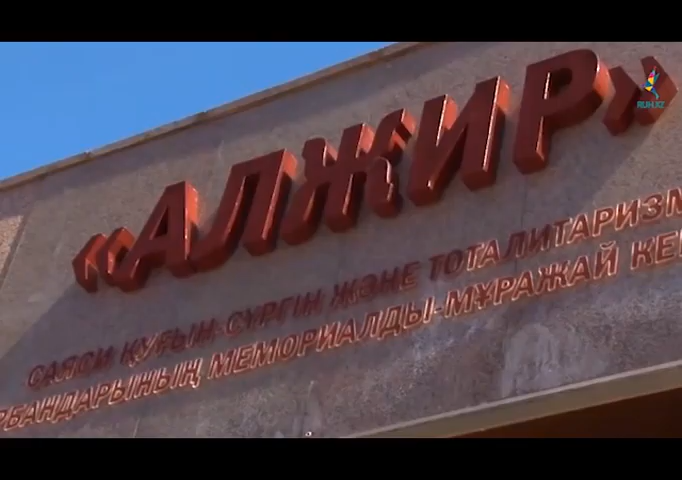 «АЛЖИР»
RUH.KZ
САЯСИ ҚУҒЫН-СҮРГІН ЖӘНЕ ТОТАЛИТАРИЗМ
РБАНДАРЫНЫҢ МЕМОРИАЛДЫ-МҰРАЖАЙ КЕ